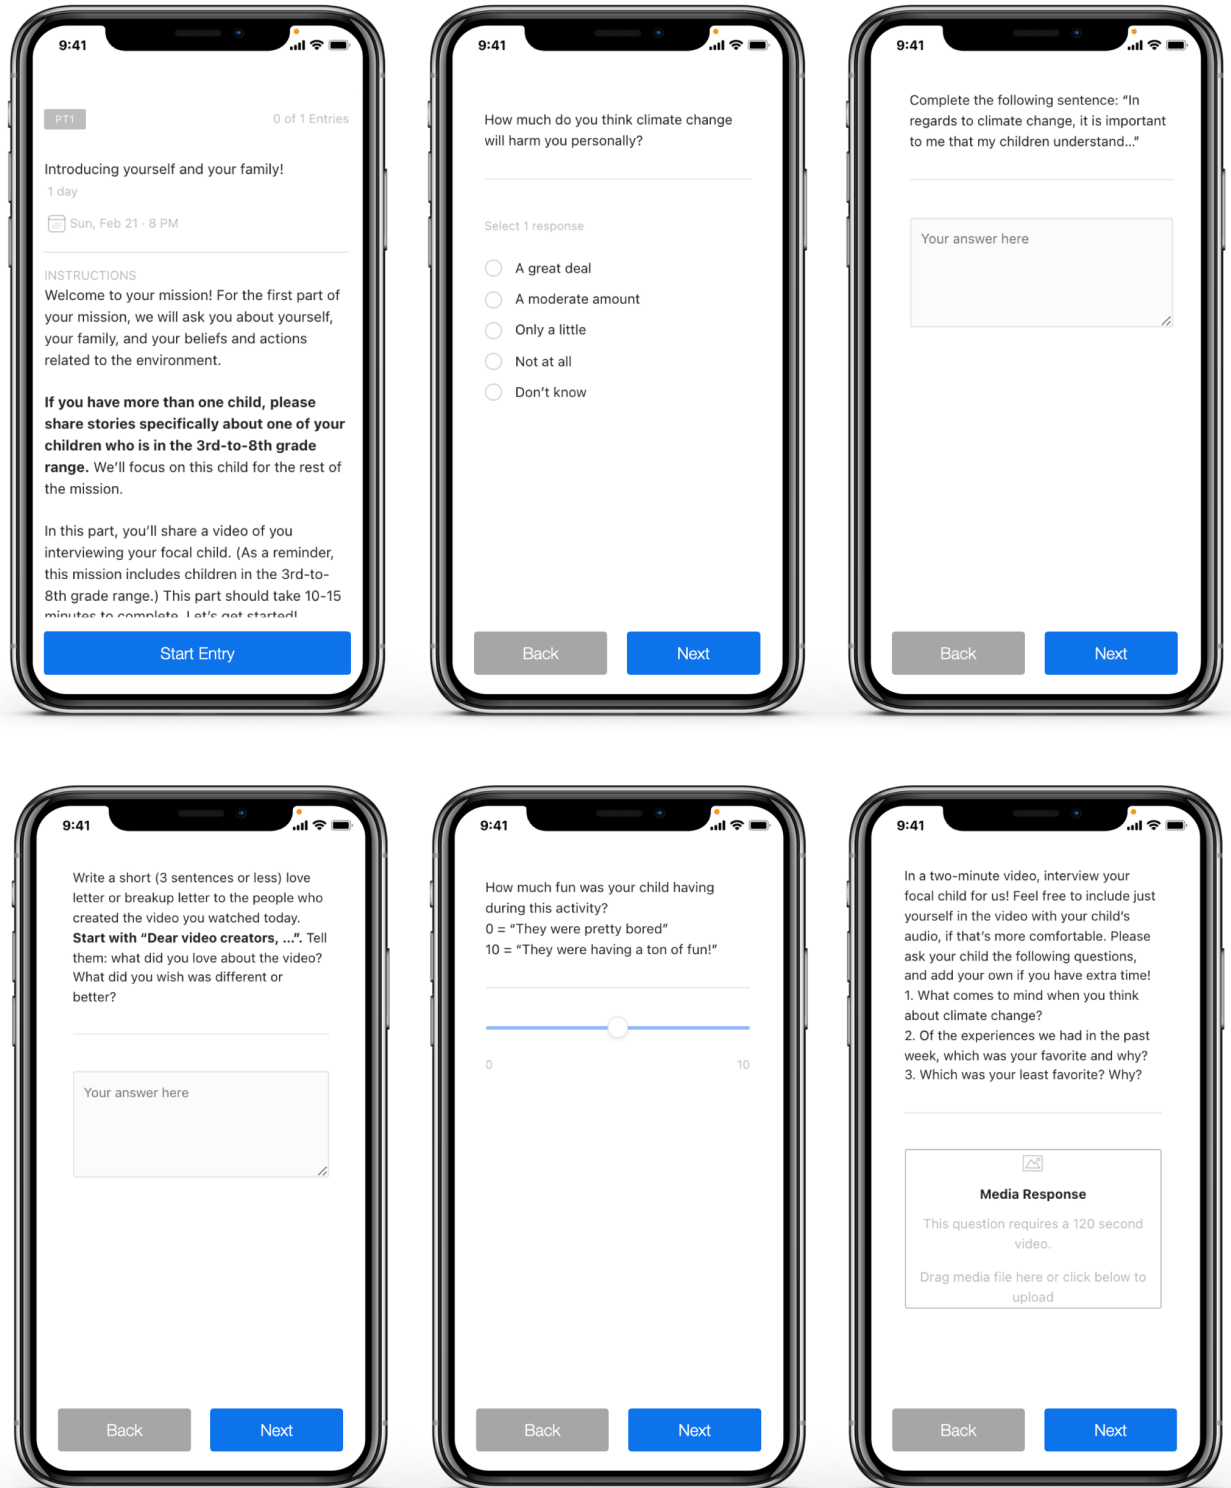 9:41
PT1
0 of 1 Entries
Introducing yourself and your family!
1 day
Sun, Feb 21 · 8 PM
INSTRUCTIONS
Welcome to your mission! For the first part of
your mission, we will ask you about yourself,
your family, and your beliefs and actions
related to the environment.
If you have more than one child, please
share stories specifically about one of your
children who is in the 3rd-to-8th grade
range. We'll focus on this child for the rest of
the mission.
In this part, you'll share a video of you
interviewing your focal child. (As a reminder,
this mission includes children in the 3rd-to-
8th grade range.) This part should take 10-15
minutes to complete. Let's get started!
Start Entry
9:41
How much do you think climate change
will harm you personally?
Select 1 response
A great deal
A moderate amount
Only a little
Not at all
Don't know
Back
Next
9:41
Complete the following sentence: "In
regards to climate change, it is important
to me that my children understand..."
Your answer here
Back
Next
9:41
Write a short (3 sentences or less) love
letter or breakup letter to the people who
created the video you watched today.
Start with "Dear video creators, ...". Tell
them: what did you love about the video?
What did you wish was different or
better?
Your answer here
Back
Next
9:41
How much fun was your child having
during this activity?
0 = "They were pretty bored"
10 = "They were having a ton of fun!"
0
10
Back
Next
9:41
In a two-minute video, interview your
focal child for us! Feel free to include just
yourself in the video with your child's
audio, if that's more comfortable. Please
ask your child the following questions,
and add your own if you have extra time!
1. What comes to mind when you think
about climate change?
2. Of the experiences we had in the past
week, which was your favorite and why?
3. Which was your least favorite? Why?
Media Response
This question requires a 120 second
video.
Drag media file here or click below to
upload
Back
Next